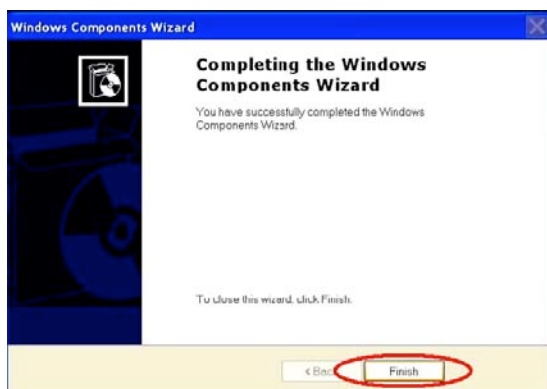 Windows Components Wizard
Completing the Windows
Components Wizard
You have successfully completed the Windows
Components Wizard.
To close this wizard, click Finish.
< Back
Finish